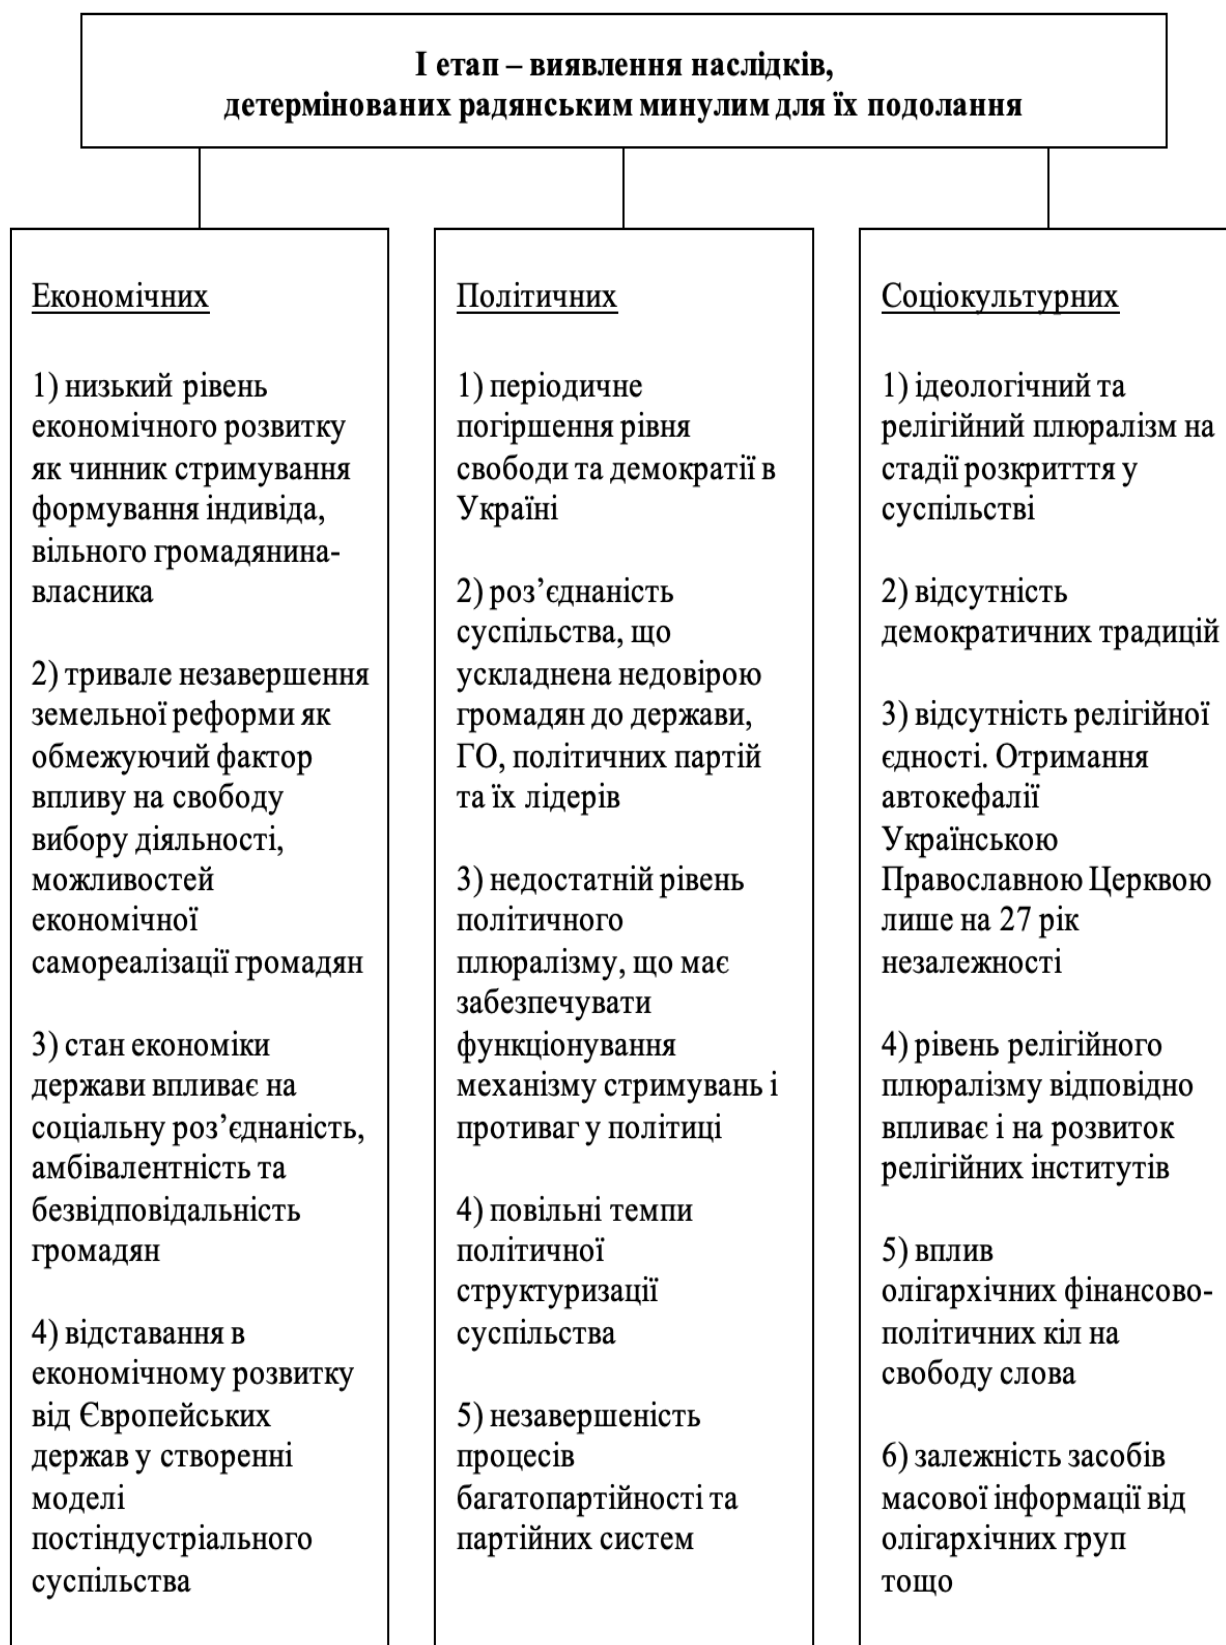 І етап – виявлення наслідків,
детермінованих радянським минулим для їх подолання
Економічних
1) низький рівень
економічного розвитку
як чинник стримування
формування індивіда,
вільного громадянина-
власника
2) тривале незавершення
земельної реформи як
обмежуючий фактор
впливу на свободу
вибору діяльності,
можливостей
економічної
самореалізації громадян
3) стан економіки
держави впливає на
соціальну роз’єднаність,
амбівалентність та
безвідповідальність
громадян
4) відставання в
економічному розвитку
від Європейських
держав у створенні
моделі
постіндустріального
суспільства
Політичних
1) періодичне
погіршення рівня
свободи та демократії в
Україні
2) роз’єднаність
суспільства, що
ускладнена недовірою
громадян до держави,
ГО, політичних партій
та їх лідерів
3) недостатній рівень
політичного
плюралізму, що має
забезпечувати
функціонування
механізму стримувань і
противаг у політиці
4) повільні темпи
політичної
структуризації
суспільства
5) незавершеність
процесів
багатопартійності та
партійних систем
Соціокультурних
1) ідеологічний та
релігійний плюралізм на
стадії розкритття у
суспільстві
2) відсутність
демократичних традицій
3) відсутність релігійної
єдності. Отримання
автокефалії
Українською
Православною Церквою
лише на 27 рік
незалежності
4) рівень релігійного
плюралізму відповідно
впливає і на розвиток
релігійних інститутів
5) вплив
олігархічних фінансово-
політичних кіл на
свободу слова
6) залежність засобів
масової інформації від
олігархічних груп
тощо